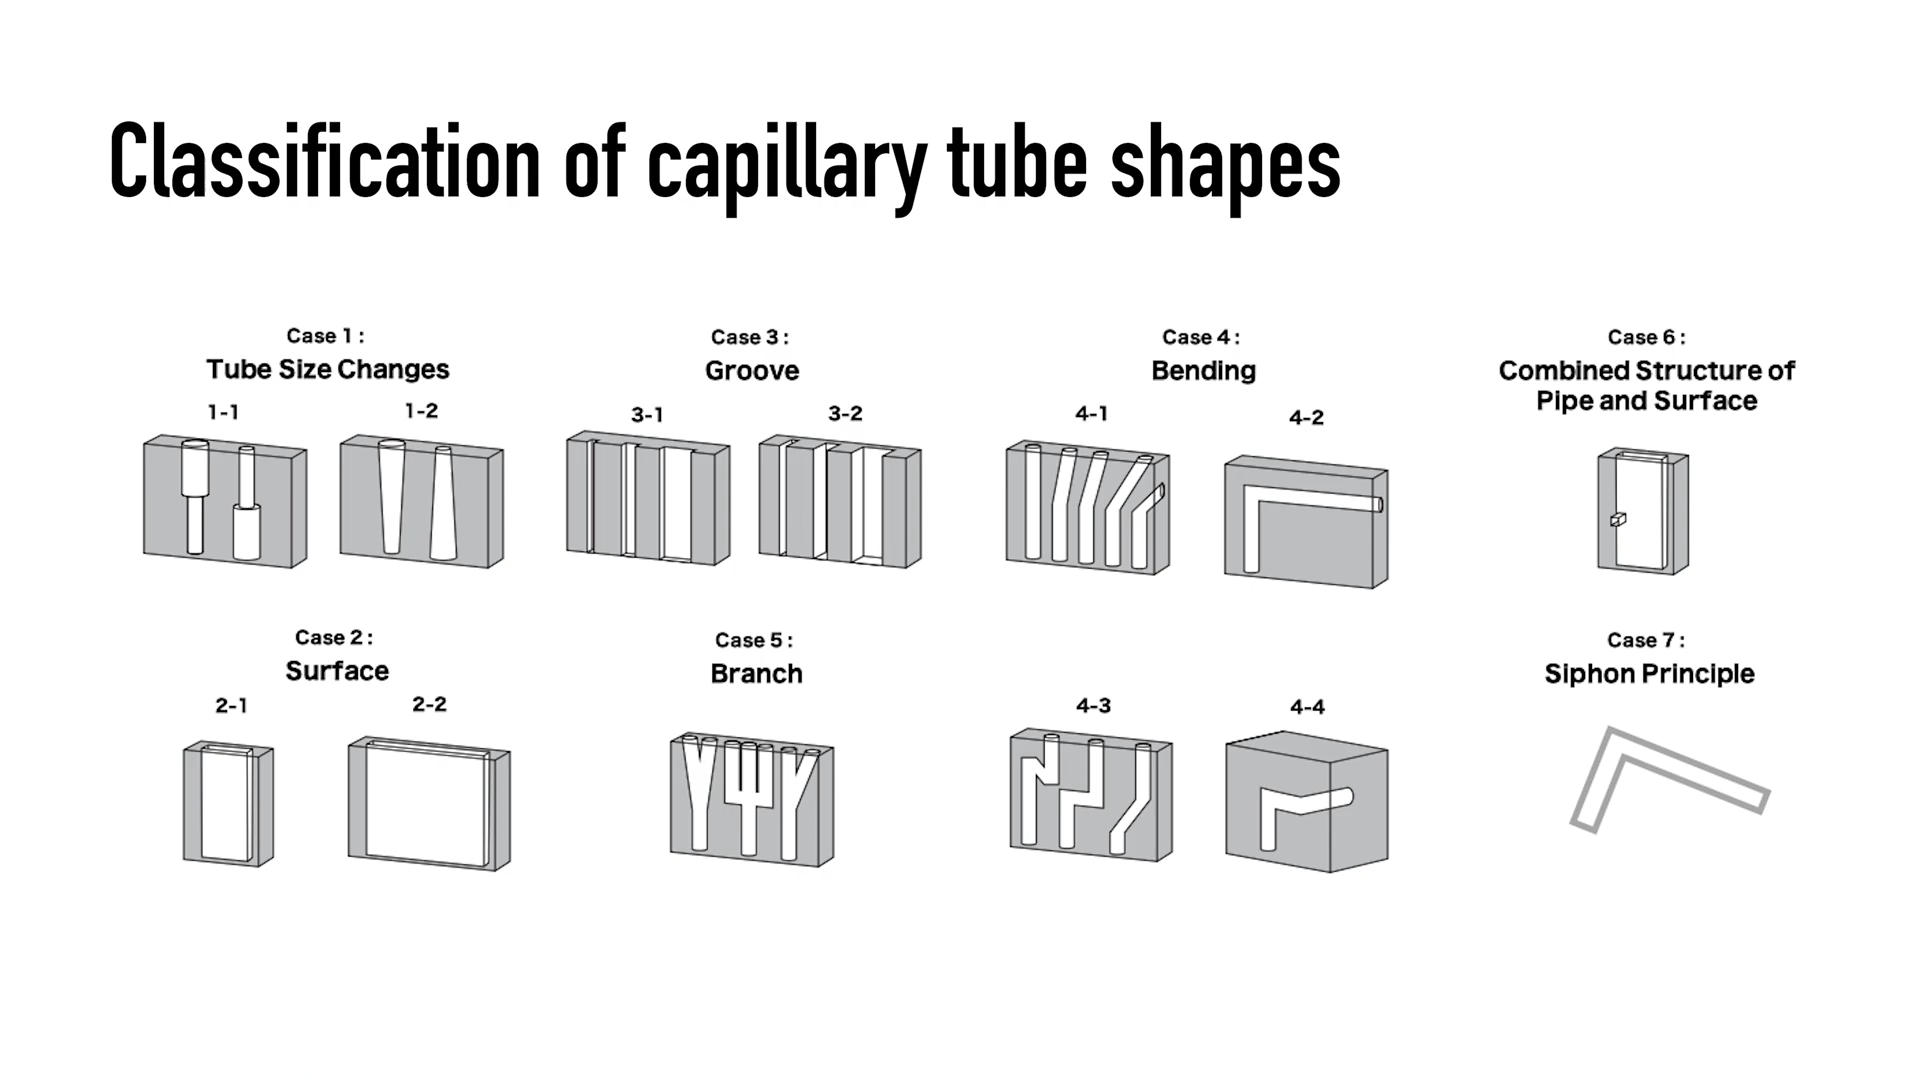 Classification of capillary tube shapes
Case 1 :
Tube Size Changes
1-1
1-2
Case 3 :
Groove
3-1
3-2
Case 4 :
Bending
4-1
4-2
Case 6 :
Combined Structure of
Pipe and Surface
Case 2 :
Surface
2-1
2-2
Case 5 :
Branch
4-3
4-4
Case 7 :
Siphon Principle